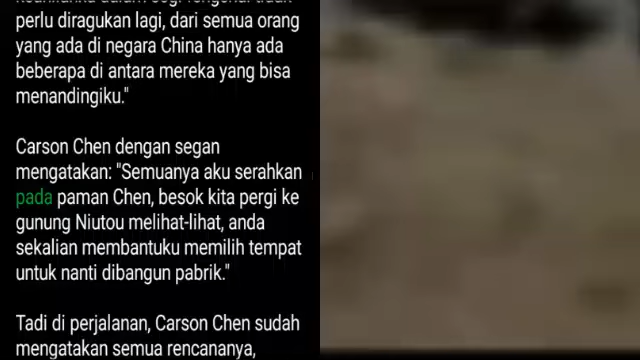 perlu diragukan lagi, dari semua orang
yang ada di negara China hanya ada
beberapa di antara mereka yang bisa
menandingiku."
Carson Chen dengan segan
mengatakan: "Semuanya aku serahkan
pada paman Chen, besok kita pergi ke
gunung Niutou melihat-lihat, anda
sekalian membantuku memilih tempat
untuk nanti dibangun pabrik."
Tadi di perjalanan, Carson Chen sudah
mengatakan semua rencananya,